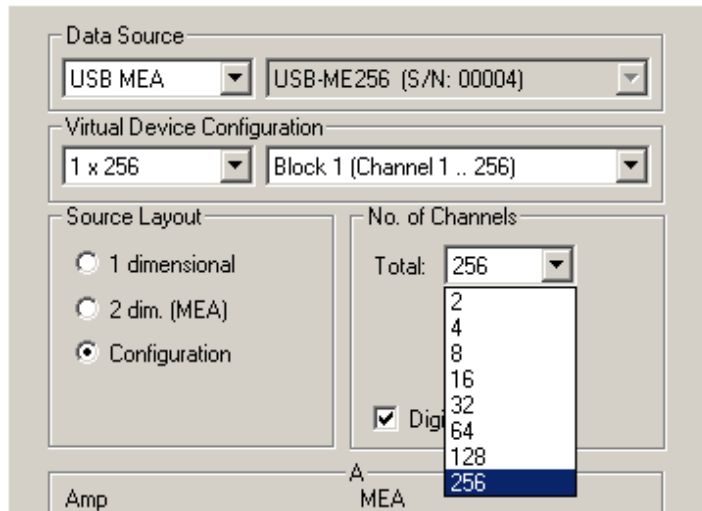 Data Source
USB MEA USB-ME256 (S/N: 00004)
Virtual Device Configuration
1 x 256 Block 1 (Channel 1 .. 256)
Source Layout No. of Channels
1 dimensional Total: 256
2 dim. (MEA)
Configuration
2
4
8
16
32
64
128
256
Digi
A
Amp MEA